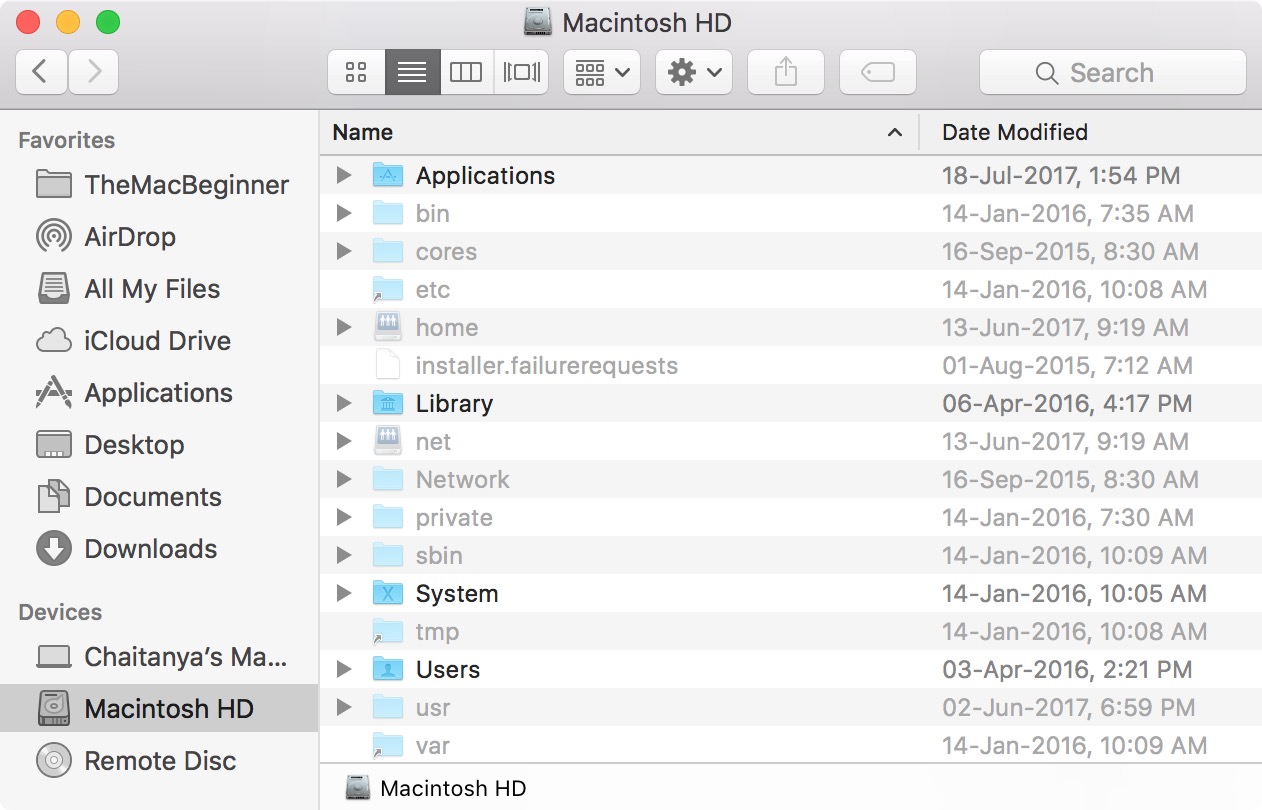 Macintosh HD
Search
Favorites
TheMacBeginner
AirDrop
All My Files
iCloud Drive
Applications
Desktop
Documents
Downloads
Devices
Chaitanya’s Ma...
Macintosh HD
Remote Disc
Name Date Modified
Applications 18-Jul-2017, 1:54 PM
bin 14-Jan-2016, 7:35 AM
cores 16-Sep-2015, 8:30 AM
etc 14-Jan-2016, 10:08 AM
home 13-Jun-2017, 9:19 AM
installer.failurerequests 01-Aug-2015, 7:12 AM
Library 06-Apr-2016, 4:17 PM
net 13-Jun-2017, 9:19 AM
Network 16-Sep-2015, 8:30 AM
private 14-Jan-2016, 7:30 AM
sbin 14-Jan-2016, 10:09 AM
System 14-Jan-2016, 10:05 AM
tmp 14-Jan-2016, 10:08 AM
Users 03-Apr-2016, 2:21 PM
usr 02-Jun-2017, 6:59 PM
var 14-Jan-2016, 10:09 AM
Macintosh HD